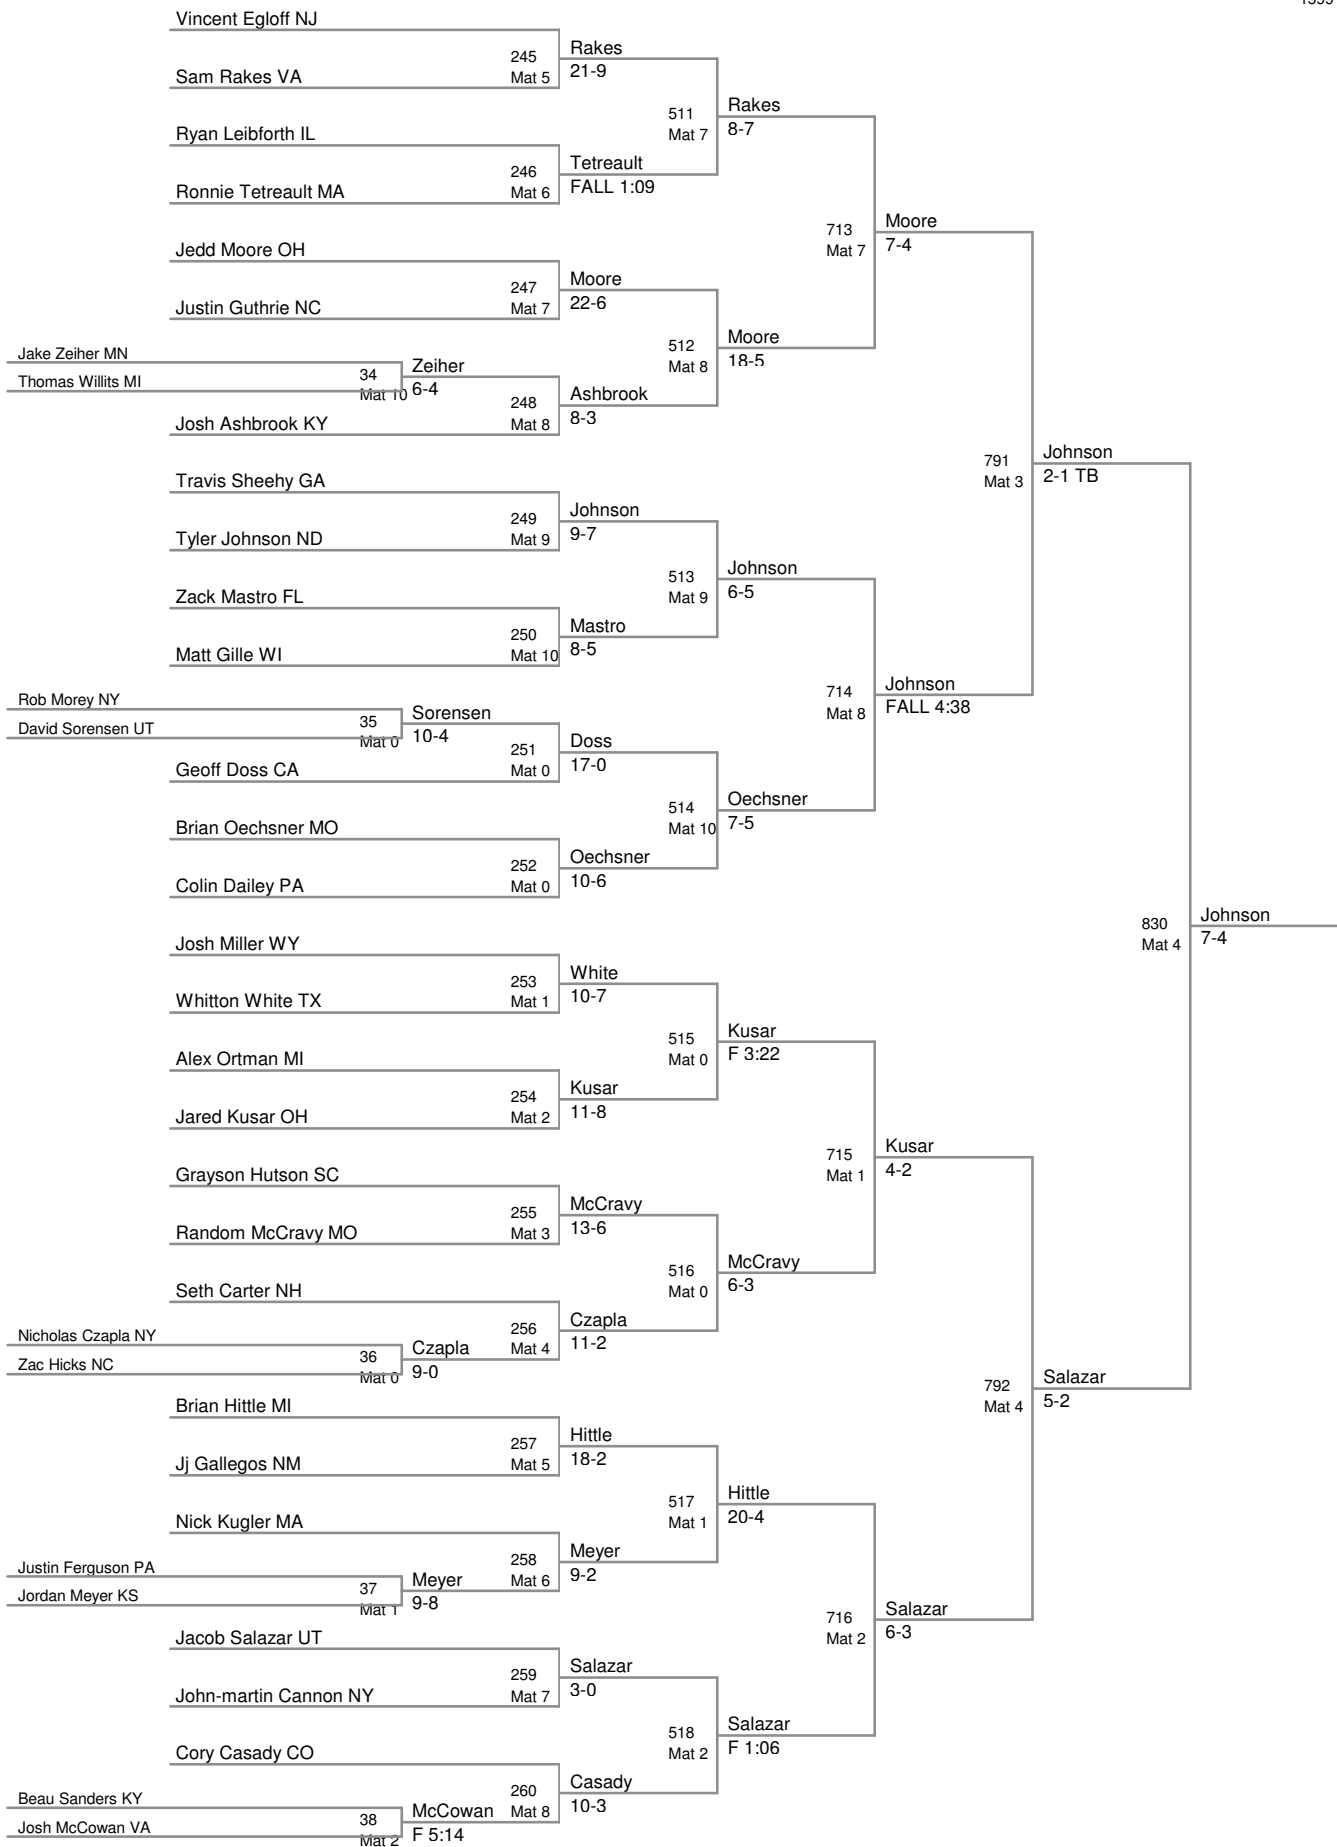 Vincent Egloff NJ
245
Mat 5
Rakes
21-9
Sam Rakes VA
511
Mat 7
Rakes
8-7
Ryan Leibforth IL
246
Mat 6
Tetreault
FALL 1:09
Ronnie Tetreault MA
713
Mat 7
Moore
7-4
Jedd Moore OH
247
Mat 7
Moore
22-6
Justin Guthrie NC
512
Mat 8
Moore
18-5
Jake Zeiher MN
Thomas Willits MI
34
Mat 10
Zeiher
6-4
248
Mat 8
Ashbrook
8-3
Josh Ashbrook KY
791
Mat 3
Johnson
2-1 TB
Travis Sheehy GA
249
Mat 9
Johnson
9-7
Tyler Johnson ND
513
Mat 9
Johnson
6-5
Zack Mastro FL
250
Mat 10
Mastro
8-5
Matt Gille WI
714
Mat 8
Johnson
FALL 4:38
Rob Morey NY
David Sorensen UT
35
Mat 0
Sorensen
10-4
251
Mat 0
Doss
17-0
Geoff Doss CA
514
Mat 10
Oechsner
7-5
Brian Oechsner MO
252
Mat 0
Oechsner
10-6
Colin Dailey PA
830
Mat 4
Johnson
7-4
Josh Miller WY
253
Mat 1
White
10-7
Whitton White TX
515
Mat 0
Kusar
F 3:22
Alex Ortman MI
254
Mat 2
Kusar
11-8
Jared Kusar OH
715
Mat 1
Kusar
4-2
Grayson Hutson SC
255
Mat 3
McCravy
13-6
Random McCravy MO
516
Mat 0
McCravy
6-3
Seth Carter NH
256
Mat 4
Czapla
11-2
Nicholas Czapla NY
Zac Hicks NC
36
Mat 0
Czapla
9-0
792
Mat 4
Salazar
5-2
Brian Hittle MI
257
Mat 5
Hittle
18-2
Jj Gallegos NM
517
Mat 1
Hittle
20-4
Nick Kugler MA
258
Mat 6
Meyer
9-2
Justin Ferguson PA
Jordan Meyer KS
37
Mat 1
Meyer
9-8
716
Mat 2
Salazar
6-3
Jacob Salazar UT
259
Mat 7
Salazar
3-0
John-martin Cannon NY
518
Mat 2
Salazar
F 1:06
Cory Casady CO
260
Mat 8
Casady
10-3
Beau Sanders KY
Josh McCowan VA
38
Mat 2
McCowan
F 5:14